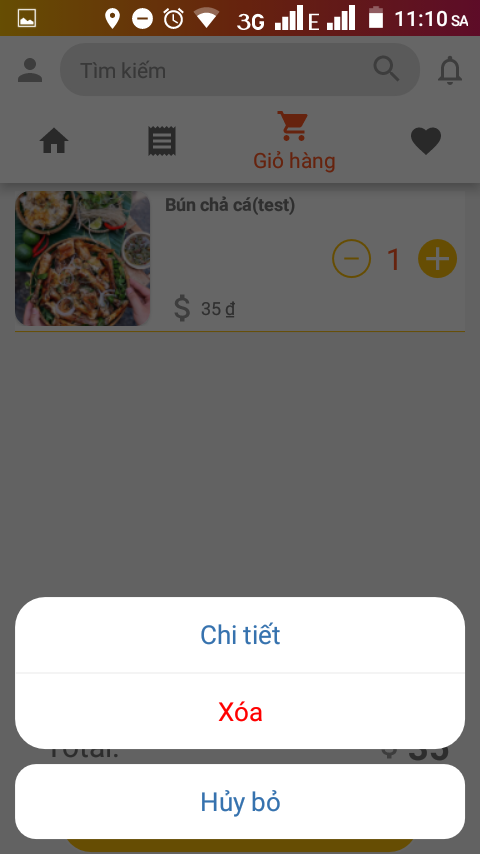 3G E 11:10 SA
Tìm kiếm
Giỏ hàng
Bún chả cá(test)
1
$ 35 ₫
Chi tiết
Xóa
Total: $ 35
Hủy bỏ